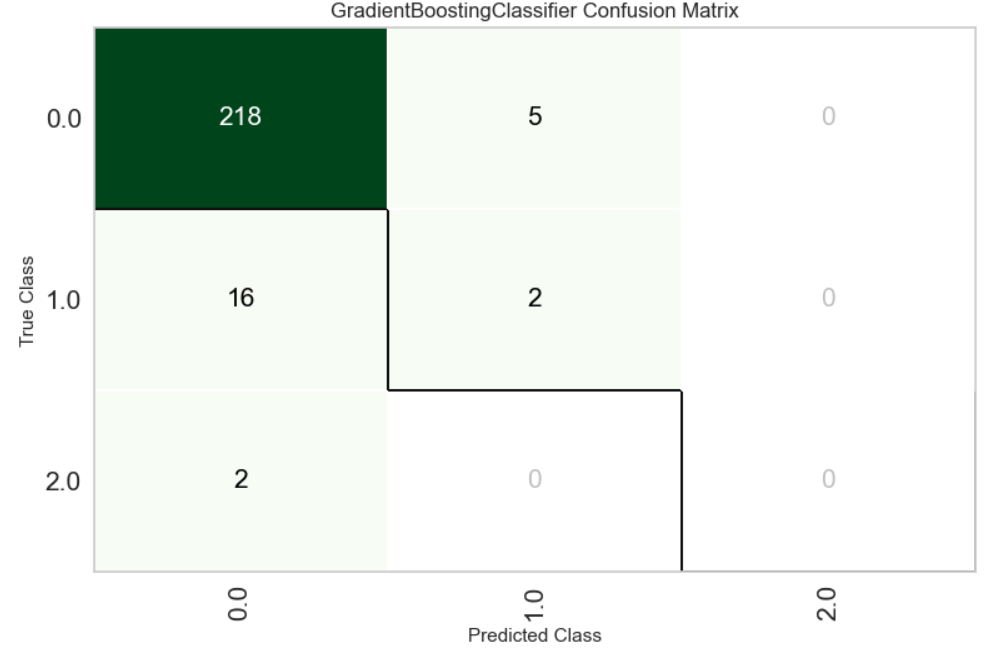 GradientBoostingClassifier Confusion Matrix
0.0 218 5 0
True Class
1.0 16 2 0
2.0 2 0 0
0.0 1.0 2.0
Predicted Class